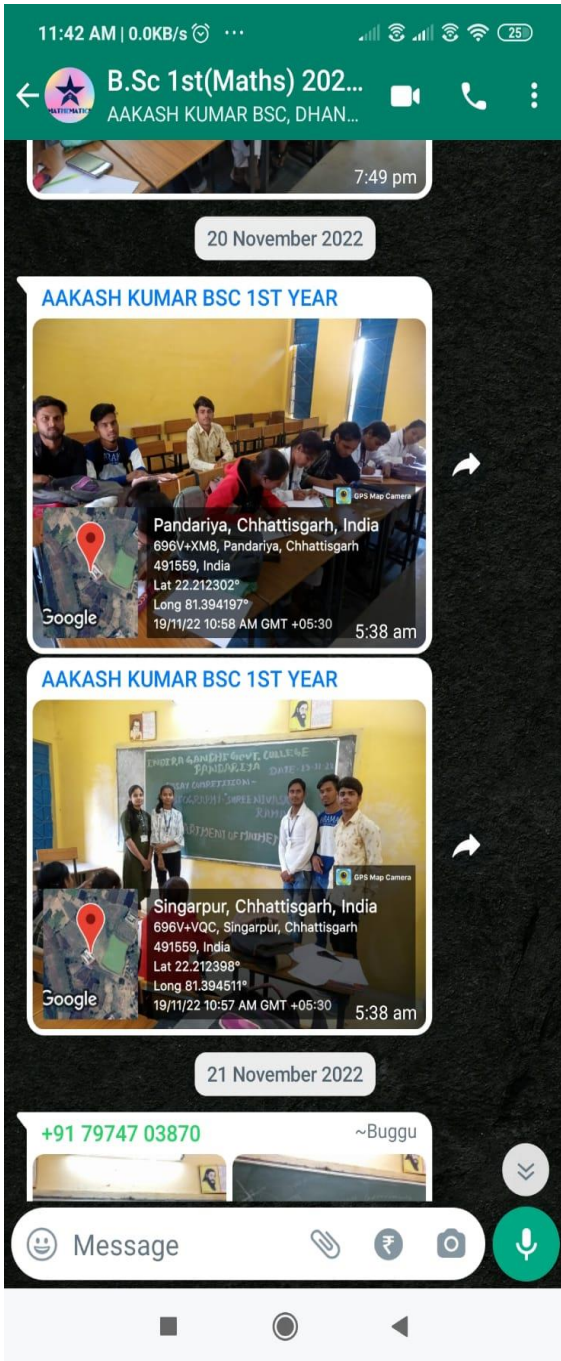 11:42 AM | 0.0KB/s ...
25
B.Sc 1st(Maths) 202...
AAKASH KUMAR BSC, DHAN...
MATHEMATICS
7:49 pm
20 November 2022
AAKASH KUMAR BSC 1ST YEAR
GPS Map Camera
Pandariya, Chhattisgarh, India
696V+XM8, Pandariya, Chhattisgarh
491559, India
Lat 22.212302°
Long 81.394197°
19/11/22 10:58 AM GMT +05:30
Google
5:38 am
AAKASH KUMAR BSC 1ST YEAR
INDIRA GANDHI GOVT. COLLEGE
PANDARIYA DATE-
GPS Map Camera
Singarpur, Chhattisgarh, India
696V+VQC, Singarpur, Chhattisgarh
491559, India
Lat 22.212398°
Long 81.394511°
19/11/22 10:57 AM GMT +05:30
Google
5:38 am
21 November 2022
+91 79747 03870
~Buggu
Message